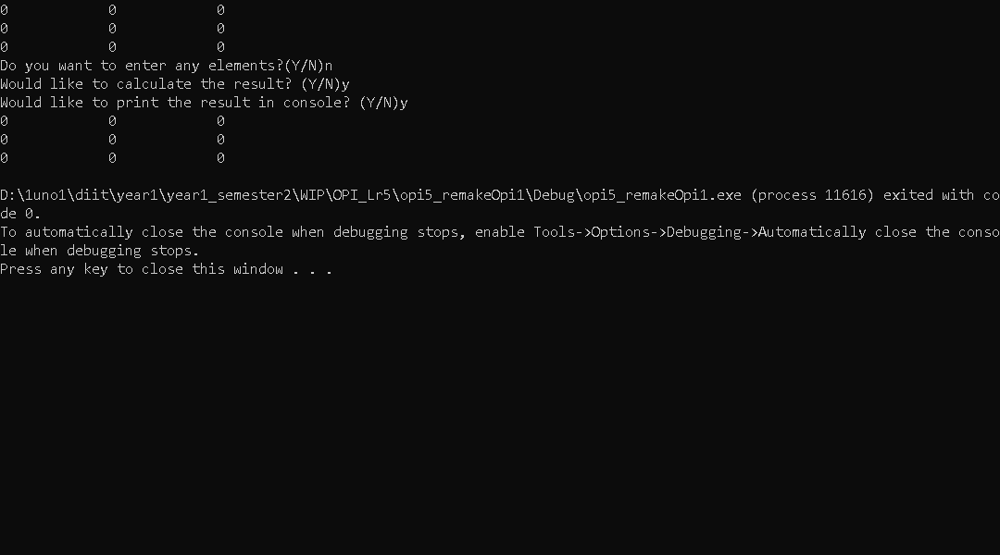 0 0 0
0 0 0
0 0 0
Do you want to enter any elements?(Y/N)n
Would like to calculate the result? (Y/N)y
Would like to print the result in console? (Y/N)y
0 0 0
0 0 0
0 0 0
D:\1uno1\diit\year1\year1_semester2\WIP\OPI_Lr5\opi5_remakeOpi1\Debug\opi5_remakeOpi1.exe (process 11616) exited with co
de 0.
To automatically close the console when debugging stops, enable Tools->Options->Debugging->Automatically close the conso
le when debugging stops.
Press any key to close this window . . .